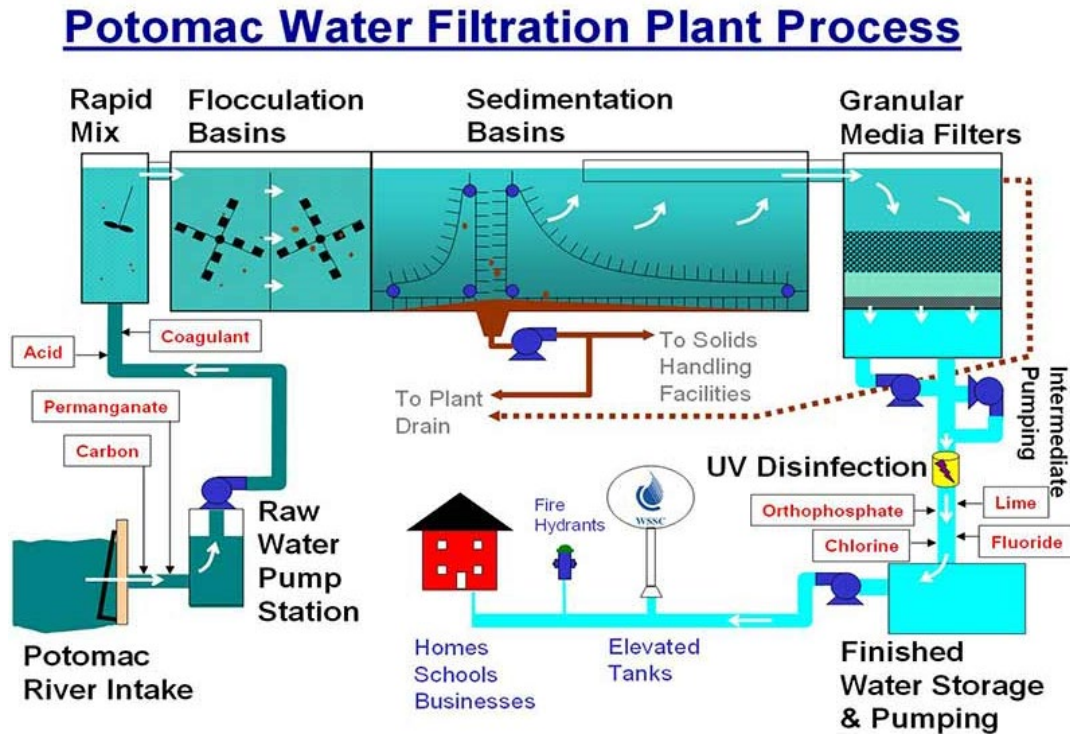 Potomac Water Filtration Plant Process
Rapid
Mix
Flocculation
Basins
Sedimentation
Basins
Granular
Media Filters
Coagulant
Acid
Permanganate
Carbon
To Solids
Handling
Facilities
To Plant
Drain
Intermediate
Pumping
UV Disinfection
Orthophosphate
Lime
Chlorine
Fluoride
Raw
Water
Pump
Station
Fire
Hydrants
WSSC
Potomac
River Intake
Homes
Schools
Businesses
Elevated
Tanks
Finished
Water Storage
& Pumping